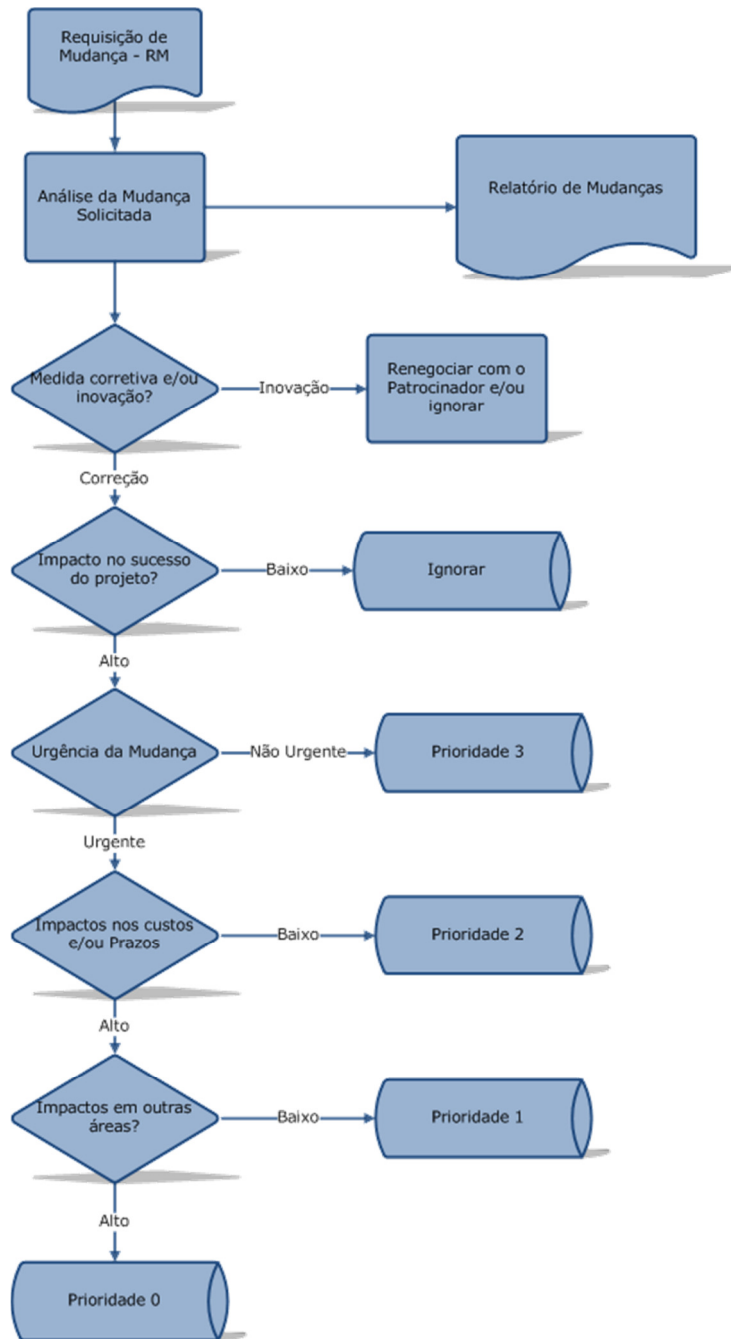 Requisição de
Mudança - RM
Análise da Mudança
Solicitada
Relatório de Mudanças
Medida corretiva e/ou
inovação?
Inovação
Renegociar com o
Patrocinador e/ou
ignorar
Correção
Impacto no sucesso
do projeto?
Baixo
Ignorar
Alto
Urgência da Mudança
Não Urgente
Prioridade 3
Urgente
Impactos nos custos
e/ou Prazos
Baixo
Prioridade 2
Alto
Impactos em outras
áreas?
Baixo
Prioridade 1
Alto
Prioridade 0